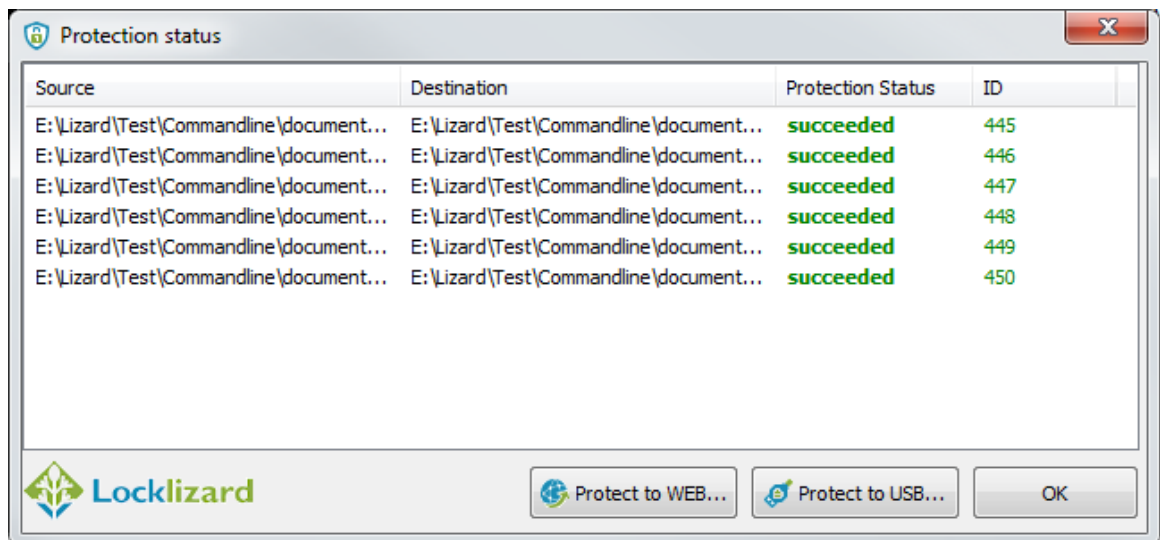 Protection status
Source Destination Protection Status ID
E:\Lizard\Test\Commandline\document... E:\Lizard\Test\Commandline\document... succeeded 445
E:\Lizard\Test\Commandline\document... E:\Lizard\Test\Commandline\document... succeeded 446
E:\Lizard\Test\Commandline\document... E:\Lizard\Test\Commandline\document... succeeded 447
E:\Lizard\Test\Commandline\document... E:\Lizard\Test\Commandline\document... succeeded 448
E:\Lizard\Test\Commandline\document... E:\Lizard\Test\Commandline\document... succeeded 449
E:\Lizard\Test\Commandline\document... E:\Lizard\Test\Commandline\document... succeeded 450
Locklizard Protect to WEB... Protect to USB... OK